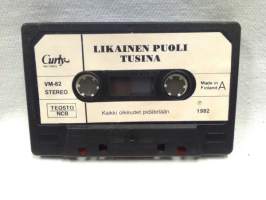 LIKAINEN PUOLI
TUSINA
Curly
VM-82
STEREO
Made in
Finland A
TEOSTO
NCB
Kaikki oikeudet pidätetään
℗
1982